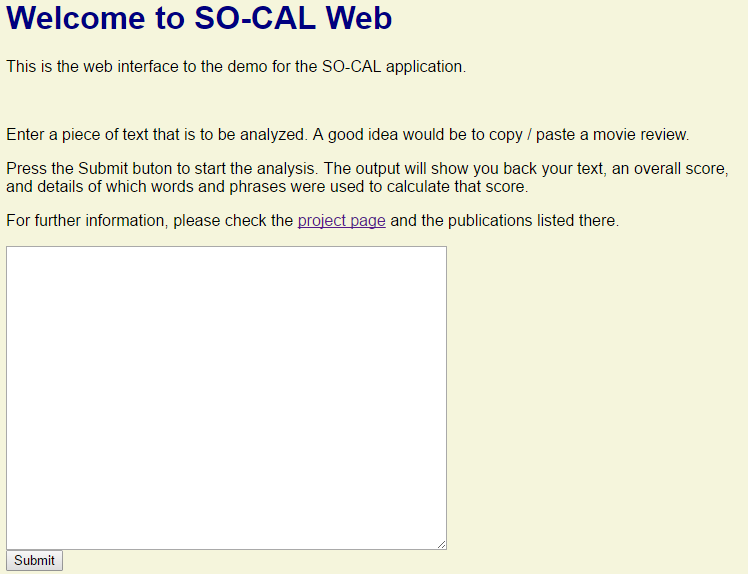 Welcome to SO-CAL Web
This is the web interface to the demo for the SO-CAL application.
Enter a piece of text that is to be analyzed. A good idea would be to copy / paste a movie review.
Press the Submit buton to start the analysis. The output will show you back your text, an overall score,
and details of which words and phrases were used to calculate that score.
For further information, please check the project page and the publications listed there.
Submit